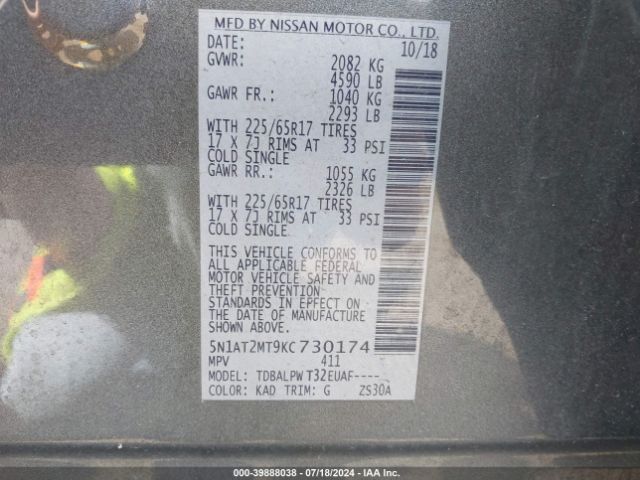 MFD BY NISSAN MOTOR CO., LTD.
DATE: 10/18
GVWR: 2082 KG
4590 LB
GAWR FR.: 1040 KG
2293 LB
WITH 225/65R17 TIRES
17 X 7J RIMS AT 33 PSI
COLD SINGLE
GAWR RR.: 1055 KG
2326 LB
WITH 225/65R17 TIRES
17 X 7J RIMS AT 33 PSI
COLD SINGLE
THIS VEHICLE CONFORMS TO
ALL APPLICABLE FEDERAL
MOTOR VEHICLE SAFETY AND
THEFT PREVENTION
STANDARDS IN EFFECT ON
THE DATE OF MANUFACTURE
SHOWN ABOVE.
5N1AT2MT9KC730174
MPV 411
MODEL: TDBALPW T32EUAF-----
COLOR: KAD TRIM: G ZS30A
000-39888038 / 07/18/2024 / IAA Inc.